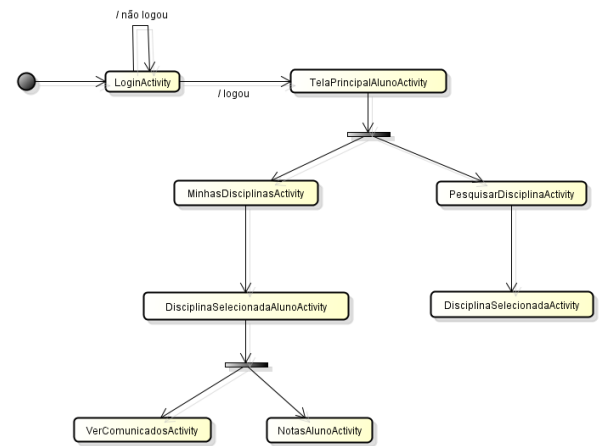 / não logou
LoginActivity
/ logou
TelaPrincipalAlunoActivity
MinhasDisciplinasActivity
PesquisarDisciplinaActivity
DisciplinaSelecionadaAlunoActivity
DisciplinaSelecionadaActivity
VerComunicadosActivity
NotasAlunoActivity